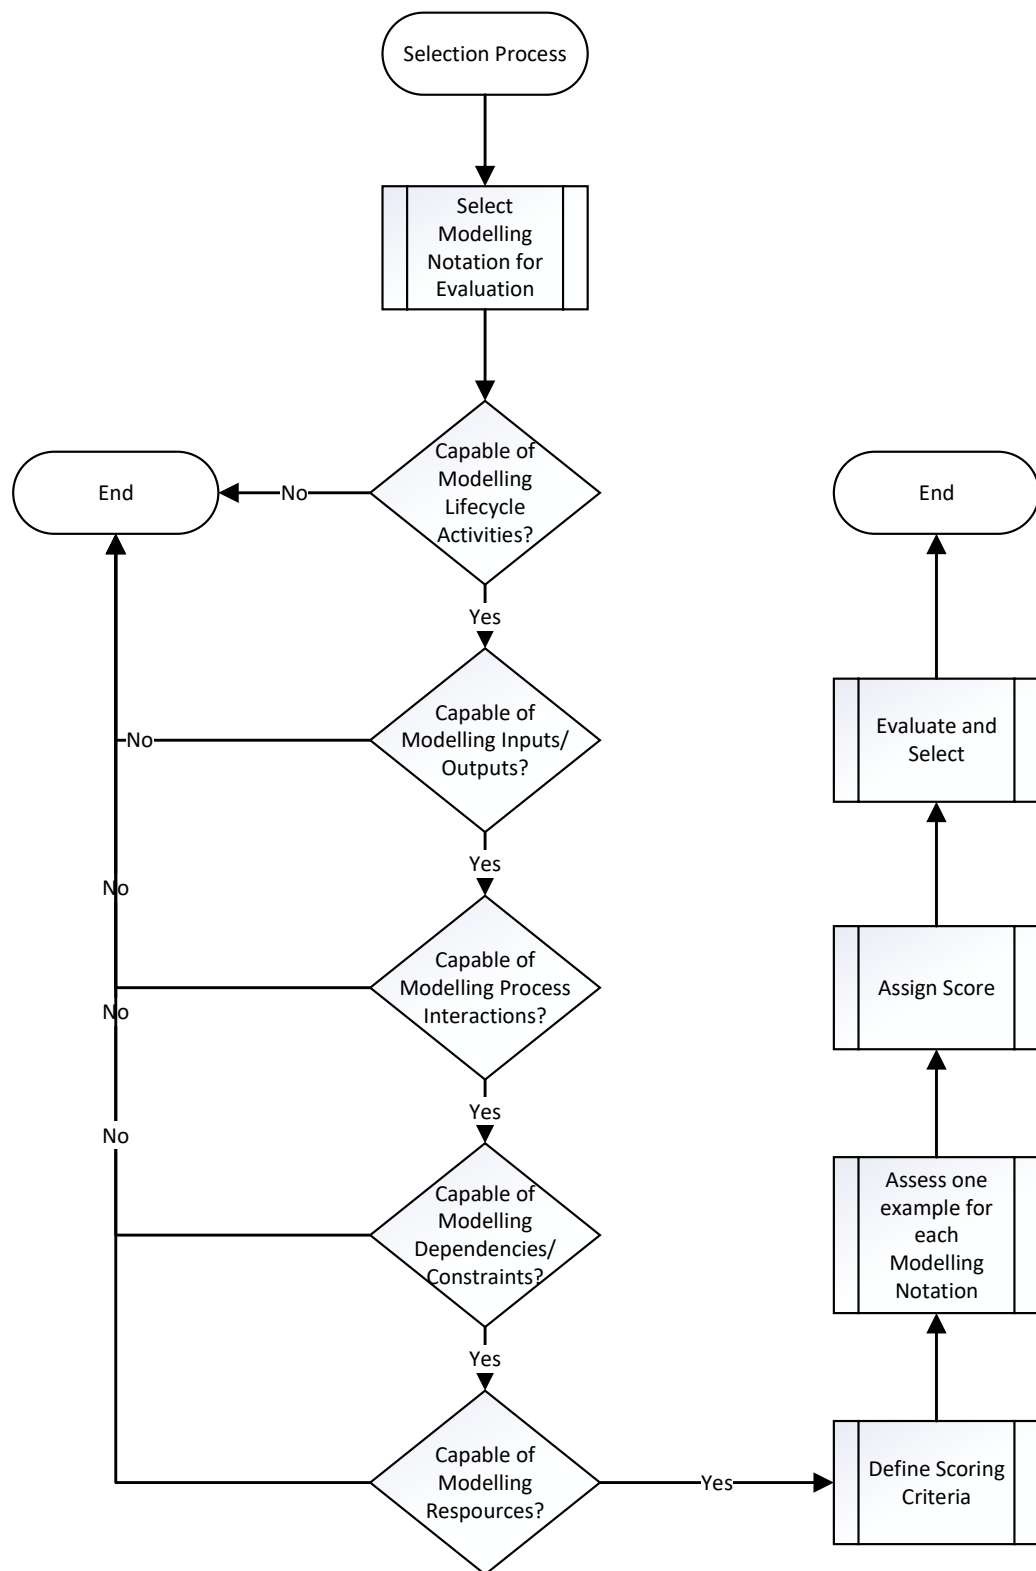 Selection Process
Select
Modelling
Notation for
Evaluation
Capable of
Modelling
Lifecycle
Activities?
No
End
End
Yes
Capable of
Modelling Inputs/
Outputs?
No
Evaluate and
Select
Yes
No
Capable of
Modelling Process
Interactions?
Assign Score
No
Yes
No
Capable of
Modelling
Dependencies/
Constraints?
Assess one
example for
each
Modelling
Notation
Yes
Capable of
Modelling
Respources?
Yes
Define Scoring
Criteria